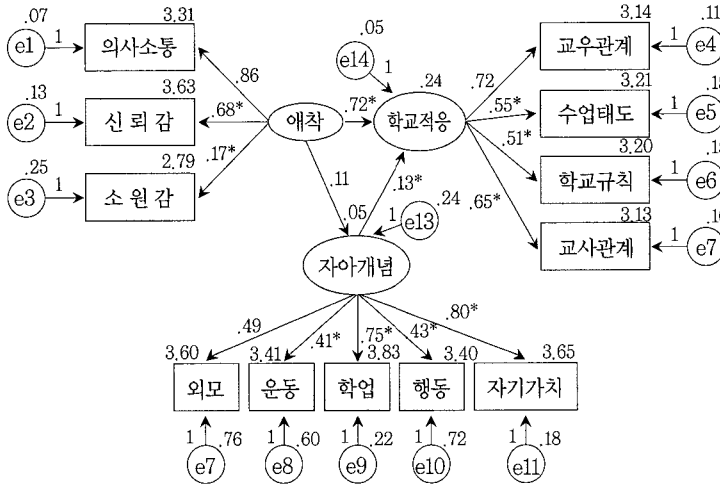 .07 3.31 .05 3.14 .11
e1 1 의사소통 e14 1 .24 교우관계 1 e4
.86 .72
.13 3.63 3.21
e2 1 신뢰감 .68* 애착 .72* 학교적응 .55* 수업태도 1 e5
.25 2.79 .17* .51* 3.20
e3 1 소원감 .11 .13* .65* 학교규칙 1 e6
.05 1 e13 .24 3.13
자아개념 교사관계 1 e7
.49 .41* .75* .43* .80*
3.60 3.41 3.83 3.40 3.65
외모 운동 학업 행동 자기가치
1 .76 1 .60 1 .22 1 .72 1 .18
e7 e8 e9 e10 e11